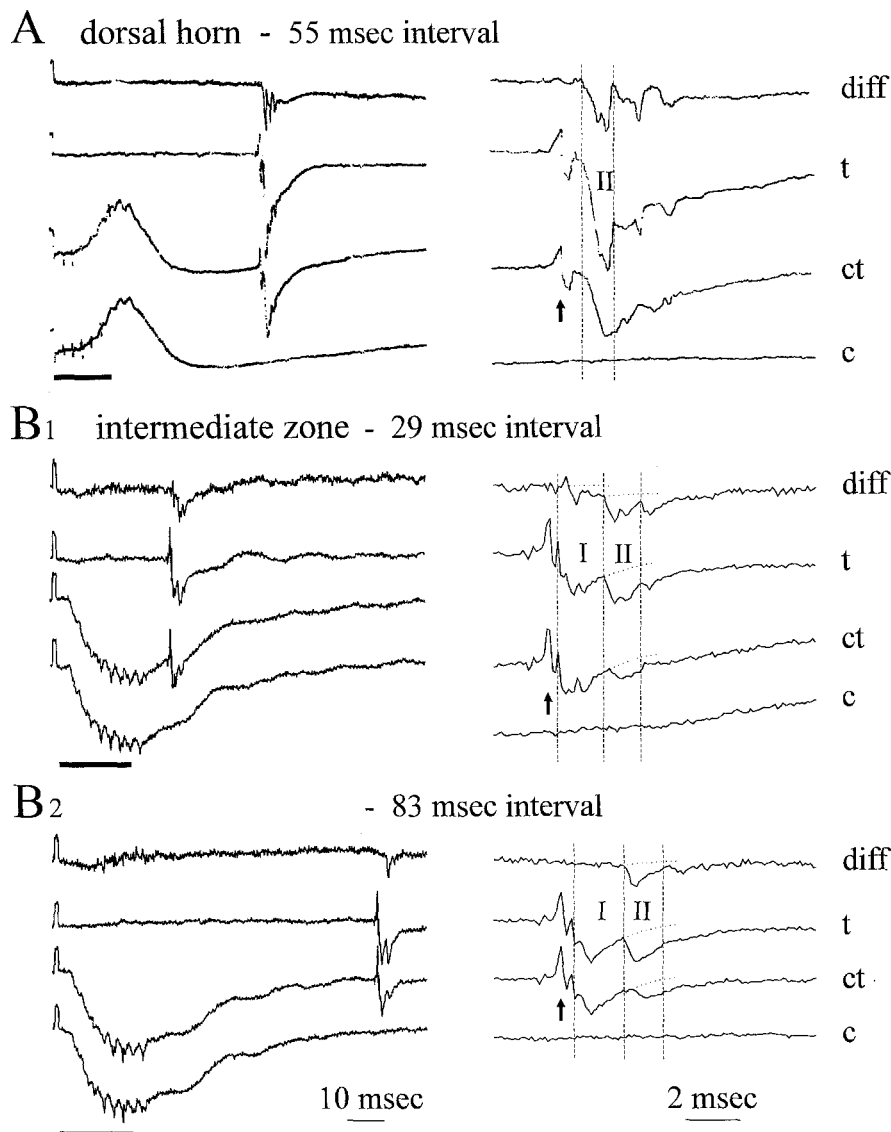 A dorsal horn - 55 msec interval
diff
t
II
ct
c
B1 intermediate zone - 29 msec interval
diff
t
I II
ct
c
B2 - 83 msec interval
diff
t
I II
ct
c
10 msec 2 msec